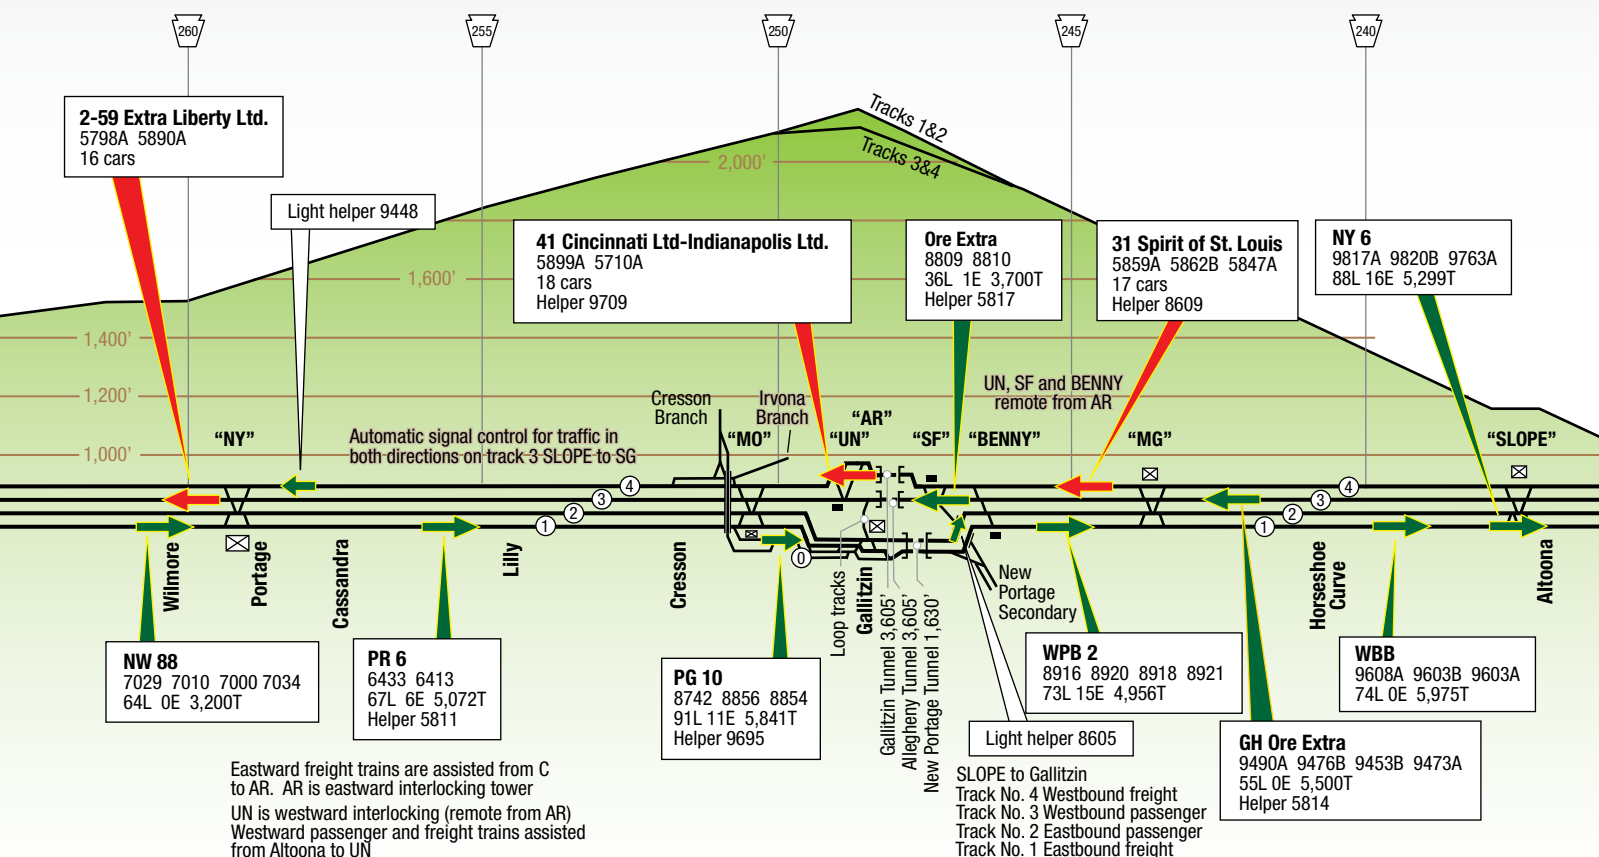 260
255
250
245
240
2-59 Extra Liberty Ltd.
5798A 5890A
16 cars
Light helper 9448
41 Cincinnati Ltd-Indianapolis Ltd.
5899A 5710A
18 cars
Helper 9709
Ore Extra
8809 8810
36L 1E 3,700T
Helper 5817
31 Spirit of St. Louis
5859A 5862B 5847A
17 cars
Helper 8609
NY 6
9817A 9820B 9763A
88L 16E 5,299T
Tracks 1&2
Tracks 3&4
2,000'
1,600'
1,400'
1,200'
1,000'
UN, SF and BENNY
remote from AR
Cresson
Branch
Irvona
Branch
“NY”
Automatic signal control for traffic in
both directions on track 3 SLOPE to SG
“MO”
“AR”
“UN”
“SF”
“BENNY”
“MG”
“SLOPE”
4
3
2
1
0
4
3
2
1
Wilmore
Portage
Cassandra
Lilly
Cresson
Loop tracks
Gallitzin
Gallitzin Tunnel 3,605'
Allegheny Tunnel 3,605'
New Portage Tunnel 1,630'
New
Portage
Secondary
Horseshoe
Curve
Altoona
NW 88
7029 7010 7000 7034
64L 0E 3,200T
PR 6
6433 6413
67L 6E 5,072T
Helper 5811
PG 10
8742 8856 8854
91L 11E 5,841T
Helper 9695
WPB 2
8916 8920 8918 8921
73L 15E 4,956T
Light helper 8605
WBB
9608A 9603B 9603A
74L 0E 5,975T
GH Ore Extra
9490A 9476B 9453B 9473A
55L 0E 5,500T
Helper 5814
Eastward freight trains are assisted from C
to AR. AR is eastward interlocking tower
UN is westward interlocking (remote from AR)
Westward passenger and freight trains assisted
from Altoona to UN
SLOPE to Gallitzin
Track No. 4 Westbound freight
Track No. 3 Westbound passenger
Track No. 2 Eastbound passenger
Track No. 1 Eastbound freight